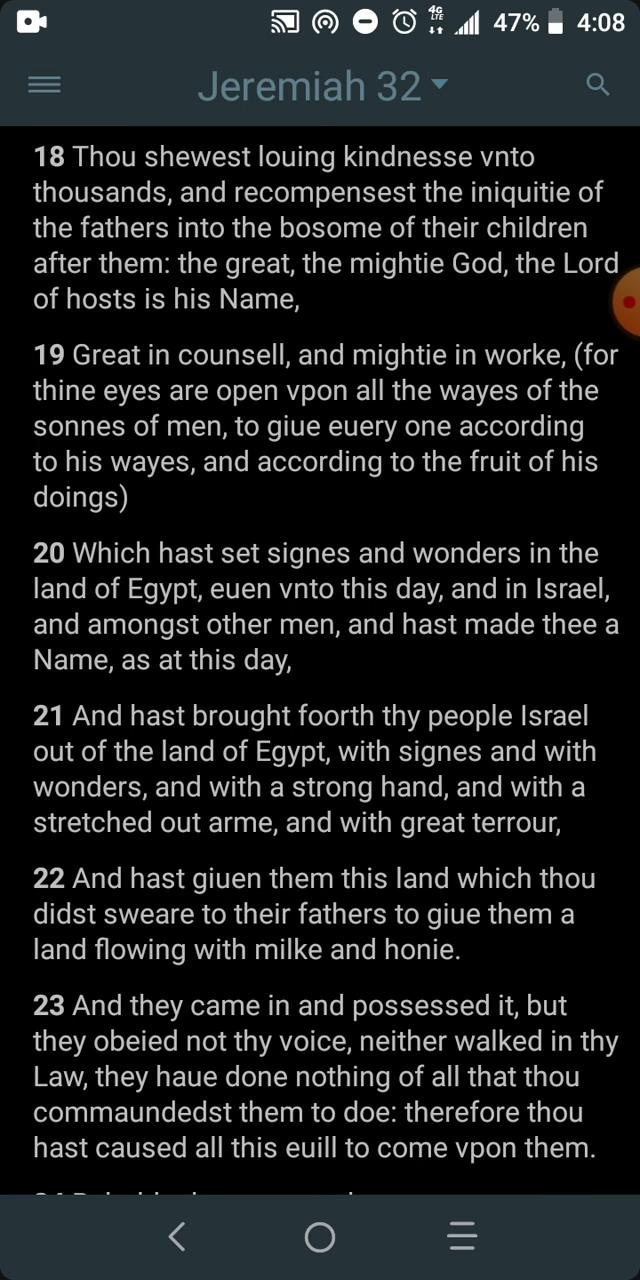 4G
LTE
47%
4:08
Jeremiah 32
18 Thou shewest louing kindnesse vnto
thousands, and recompensest the iniquitie of
the fathers into the bosome of their children
after them: the great, the mightie God, the Lord
of hosts is his Name,
19 Great in counsell, and mightie in worke, (for
thine eyes are open vpon all the wayes of the
sonnes of men, to giue euery one according
to his wayes, and according to the fruit of his
doings)
20 Which hast set signes and wonders in the
land of Egypt, euen vnto this day, and in Israel,
and amongst other men, and hast made thee a
Name, as at this day,
21 And hast brought foorth thy people Israel
out of the land of Egypt, with signes and with
wonders, and with a strong hand, and with a
stretched out arme, and with great terrour,
22 And hast giuen them this land which thou
didst sweare to their fathers to giue them a
land flowing with milke and honie.
23 And they came in and possessed it, but
they obeied not thy voice, neither walked in thy
Law, they haue done nothing of all that thou
commaundedst them to doe: therefore thou
hast caused all this euill to come vpon them.